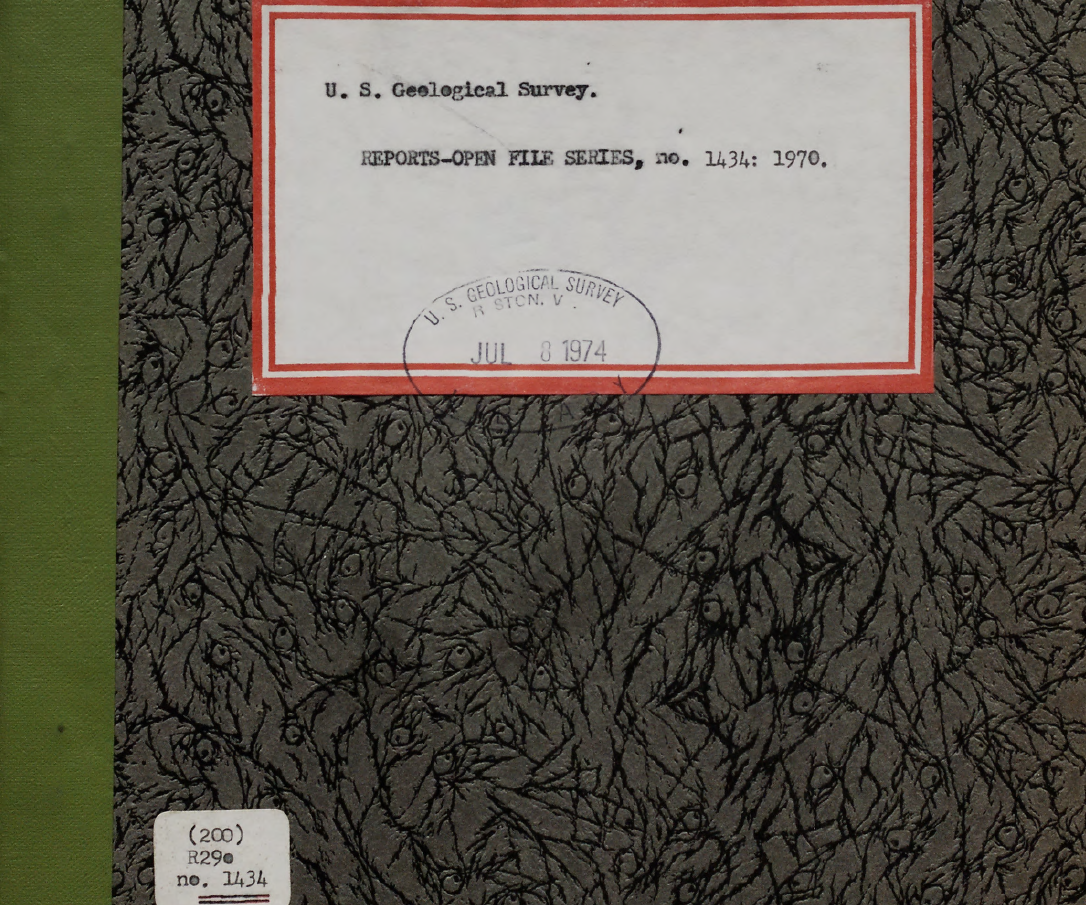 U. S. Geological Survey.
REPORTS-OPEN FILE SERIES, no. 1434: 1970.
U. S. GEOLOGICAL SURVEY
JUL 8 1974
(200)
R29o
no. 1434